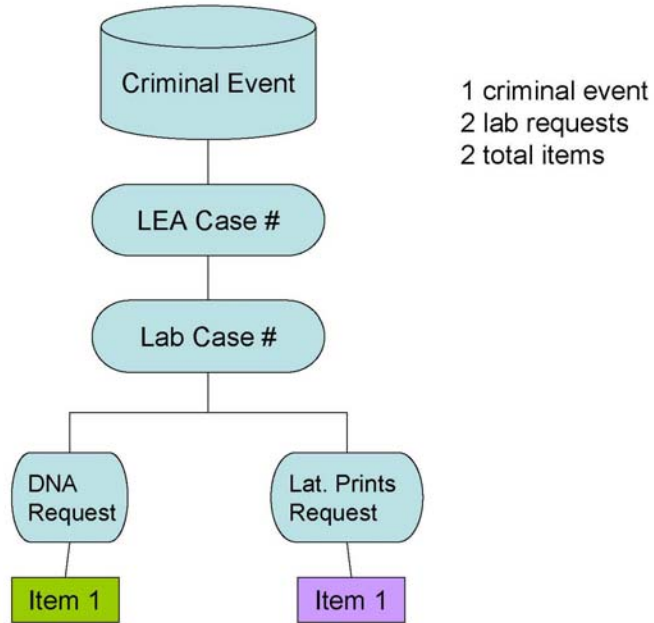 Criminal Event
1 criminal event
2 lab requests
2 total items
LEA Case #
Lab Case #
DNA
Request
Lat. Prints
Request
Item 1
Item 1